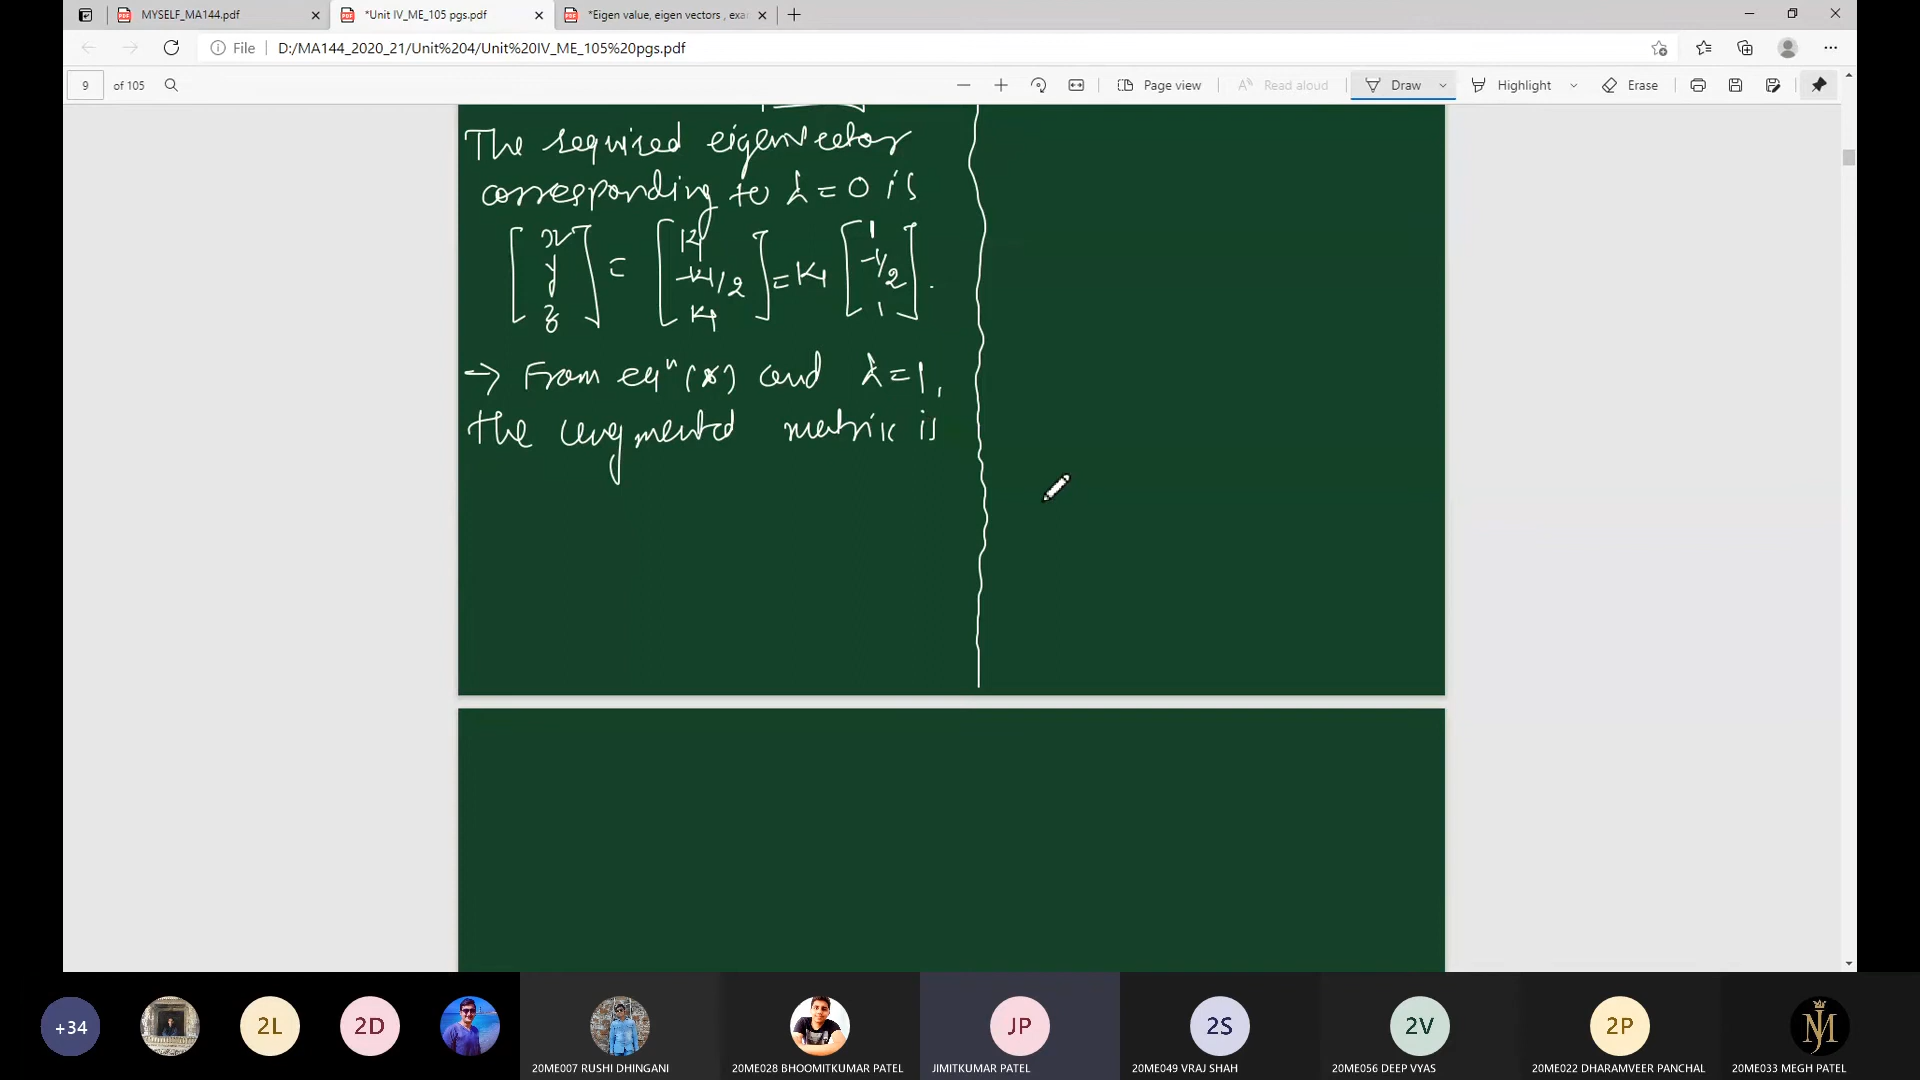 MYSELF_MA144.pdf
*Unit IV_ME_105 pgs.pdf
*Eigen value, eigen vectors , exa
File
D:/MA144_2020_21/Unit%204/Unit%20IV_ME_105%20pgs.pdf
9
of 105
Page view
Read aloud
Draw
Highlight
Erase
The required eigenvector
corresponding to λ = 0 is
[x y z] = [k1 -k1/2 k1] = k1 [1 -1/2 1] .
→ From eqⁿ (*) and λ = 1,
the augmented matrix is
+34
2L
2D
JP
2S
2V
2P
20ME007 RUSHI DHINGANI
20ME028 BHOOMITKUMAR PATEL
JIMITKUMAR PATEL
20ME049 VRAJ SHAH
20ME056 DEEP VYAS
20ME022 DHARAMVEER PANCHAL
20ME033 MEGH PATEL